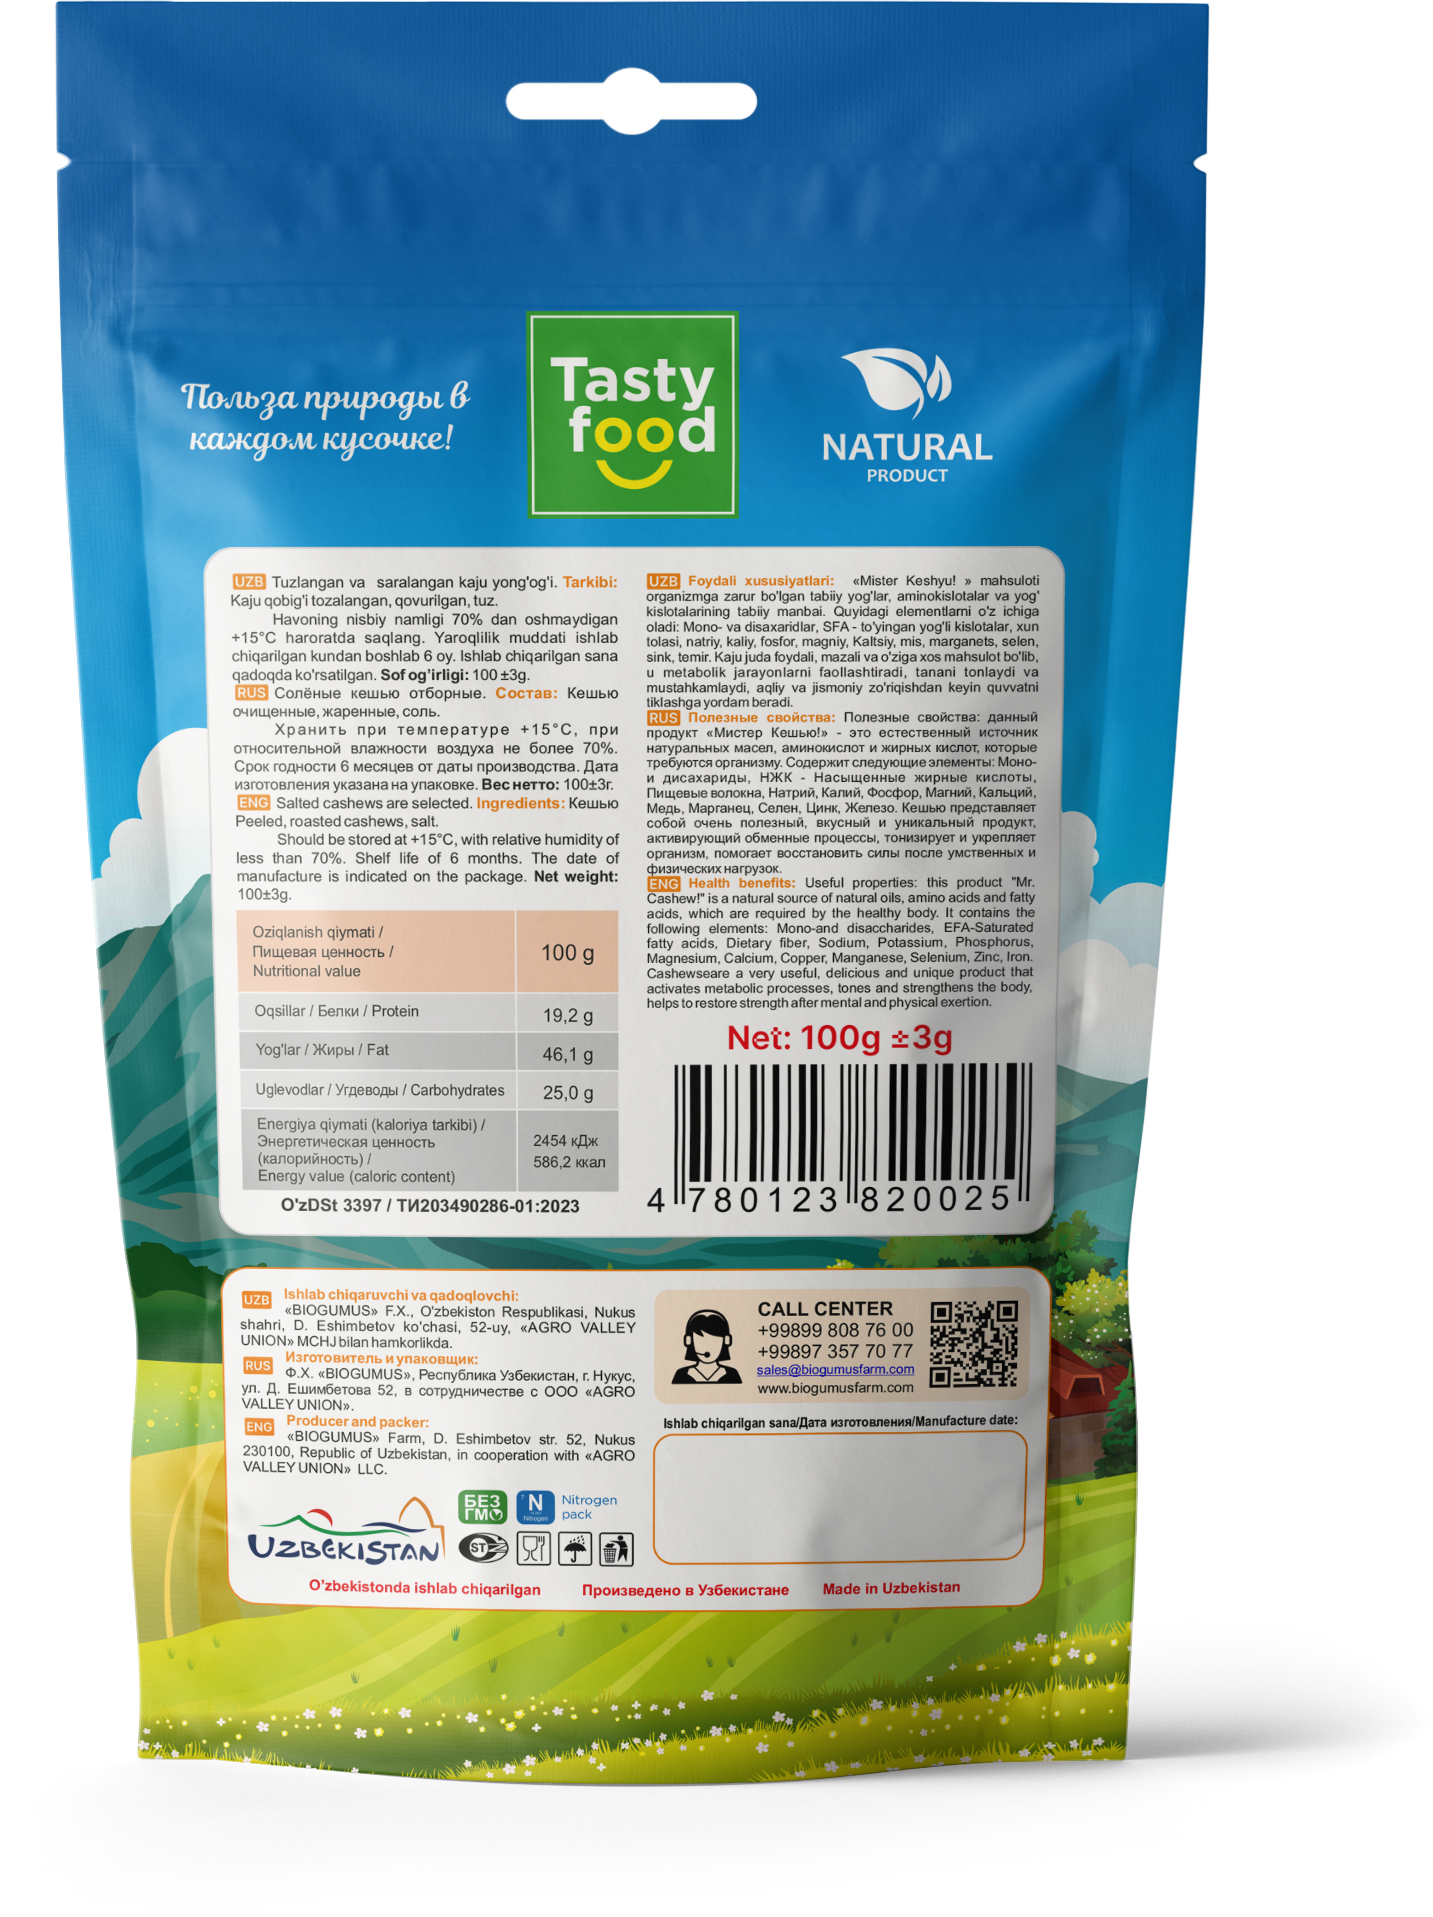 Польза природы в
каждом кусочке!
Tasty
food
NATURAL
PRODUCT
UZB Tuzlangan va saralangan kaju yong'og'i. Tarkibi:
Kaju qobig'i tozalangan, qovurilgan, tuz.
Havoning nisbiy namligi 70% dan oshmaydigan
+15°C haroratda saqlang. Yaroqlilik muddati ishlab
chiqarilgan kundan boshlab 6 oy. Ishlab chiqarilgan sana
qadoqda ko'rsatilgan. Sof og'irligi: 100 ±3g.
RUS Солёные кешью отборные. Состав: Кешью
очищенные, жаренные, соль.
Хранить при температуре +15°C, при
относительной влажности воздуха не более 70%.
Срок годности 6 месяцев от даты производства. Дата
изготовления указана на упаковке. Вес нетто: 100±3г.
ENG Salted cashews are selected. Ingredients: Кешью
Peeled, roasted cashews, salt.
Should be stored at +15°C, with relative humidity of
less than 70%. Shelf life of 6 months. The date of
manufacture is indicated on the package. Net weight:
100±3g.
Oziqlanish qiymati /
Пищевая ценность /
Nutritional value
100 g
Oqsillar / Белки / Protein
19,2 g
Yog'lar / Жиры / Fat
46,1 g
Uglevodlar / Угдеводы / Carbohydrates
25,0 g
Energiya qiymati (kaloriya tarkibi) /
Энергетическая ценность
(калорийность) /
Energy value (caloric content)
2454 кДж
586,2 ккал
O'zDSt 3397 / ТИ203490286-01:2023
UZB Foydali xususiyatlari: «Mister Keshyu! » mahsuloti
organizmga zarur bo'lgan tabiiy yog'lar, aminokislotalar va yog'
kislotalarining tabiiy manbai. Quyidagi elementlarni o'z ichiga
oladi: Mono- va disaxaridlar, SFA - to'yingan yog'li kislotalar, xun
tolasi, natriy, kaliy, fosfor, magniy, Kaltsiy, mis, marganets, selen,
sink, temir. Kaju juda foydali, mazali va o'ziga xos mahsulot bo'lib,
u metabolik jarayonlarni faollashtiradi, tanani tonlaydi va
mustahkamlaydi, aqliy va jismoniy zo'riqishdan keyin quvvatni
tiklashga yordam beradi.
RUS Полезные свойства: Полезные свойства: данный
продукт «Мистер Кешью!» - это естественный источник
натуральных масел, аминокислот и жирных кислот, которые
требуются организму. Содержит следующие элементы: Моно-
и дисахариды, НЖК - Насыщенные жирные кислоты,
Пищевые волокна, Натрий, Калий, Фосфор, Магний, Кальций,
Медь, Марганец, Селен, Цинк, Железо. Кешью представляет
собой очень полезный, вкусный и уникальный продукт,
активирующий обменные процессы, тонизирует и укрепляет
организм, помогает восстановить силы после умственных и
физических нагрузок.
ENG Health benefits: Useful properties: this product "Mr.
Cashew!" is a natural source of natural oils, amino acids and fatty
acids, which are required by the healthy body. It contains the
following elements: Mono-and disaccharides, EFA-Saturated
fatty acids, Dietary fiber, Sodium, Potassium, Phosphorus,
Magnesium, Calcium, Copper, Manganese, Selenium, Zinc, Iron.
Cashewseare a very useful, delicious and unique product that
activates metabolic processes, tones and strengthens the body,
helps to restore strength after mental and physical exertion.
Net: 100g ±3g
4 780123 820025
UZB Ishlab chiqaruvchi va qadoqlovchi:
«BIOGUMUS» F.X., O'zbekiston Respublikasi, Nukus
shahri, D. Eshimbetov ko'chasi, 52-uy, «AGRO VALLEY
UNION» MCHJ bilan hamkorlikda.
RUS Изготовитель и упаковщик:
Ф.Х. «BIOGUMUS», Республика Узбекистан, г. Нукус,
ул. Д. Ешимбетова 52, в сотрудничестве с ООО «AGRO
VALLEY UNION».
ENG Producer and packer:
«BIOGUMUS» Farm, D. Eshimbetov str. 52, Nukus
230100, Republic of Uzbekistan, in cooperation with «AGRO
VALLEY UNION» LLC.
CALL CENTER
+99899 808 76 00
+99897 357 70 77
sales@biogumusfarm.com
www.biogumusfarm.com
Ishlab chiqarilgan sana/Дата изготовления/Manufacture date:
UZBEKISTAN
БЕЗ
ГМО
7
N
Nitrogen
Nitrogen
pack
ST
O'zbekistonda ishlab chiqarilgan
Произведено в Узбекистане
Made in Uzbekistan